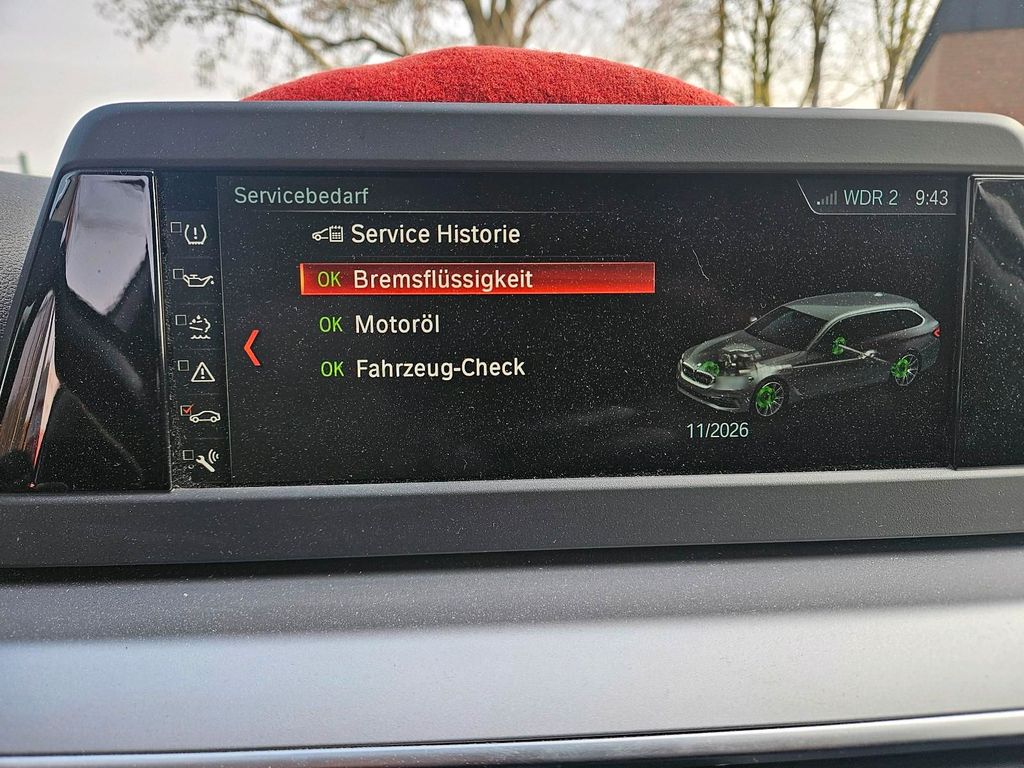 Servicebedarf
WDR 2 9:43
Service Historie
OK Bremsflüssigkeit
OK Motoröl
OK Fahrzeug-Check
11/2026